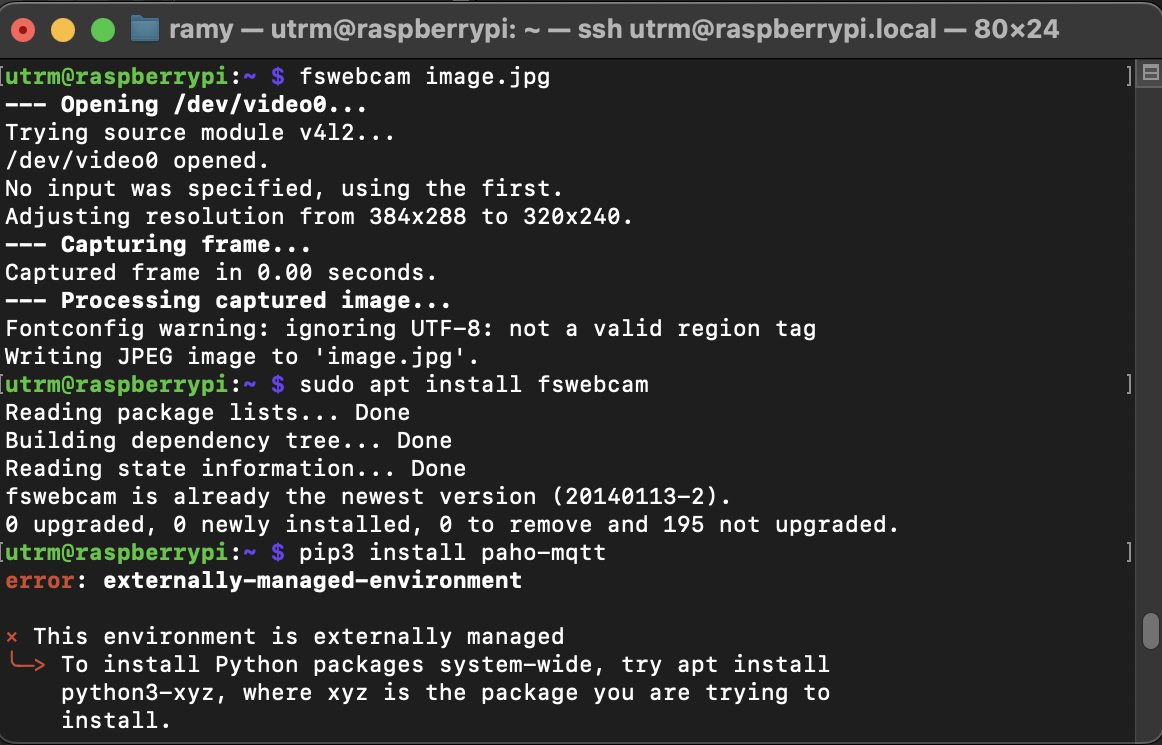 ramy — utrm@raspberrypi: ~ — ssh utrm@raspberrypi.local — 80×24
[utrm@raspberrypi:~ $ fswebcam image.jpg ]
--- Opening /dev/video0...
Trying source module v4l2...
/dev/video0 opened.
No input was specified, using the first.
Adjusting resolution from 384x288 to 320x240.
--- Capturing frame...
Captured frame in 0.00 seconds.
--- Processing captured image...
Fontconfig warning: ignoring UTF-8: not a valid region tag
Writing JPEG image to 'image.jpg'.
[utrm@raspberrypi:~ $ sudo apt install fswebcam ]
Reading package lists... Done
Building dependency tree... Done
Reading state information... Done
fswebcam is already the newest version (20140113-2).
0 upgraded, 0 newly installed, 0 to remove and 195 not upgraded.
[utrm@raspberrypi:~ $ pip3 install paho-mqtt ]
error: externally-managed-environment

× This environment is externally managed
╰─> To install Python packages system-wide, try apt install
    python3-xyz, where xyz is the package you are trying to
    install.